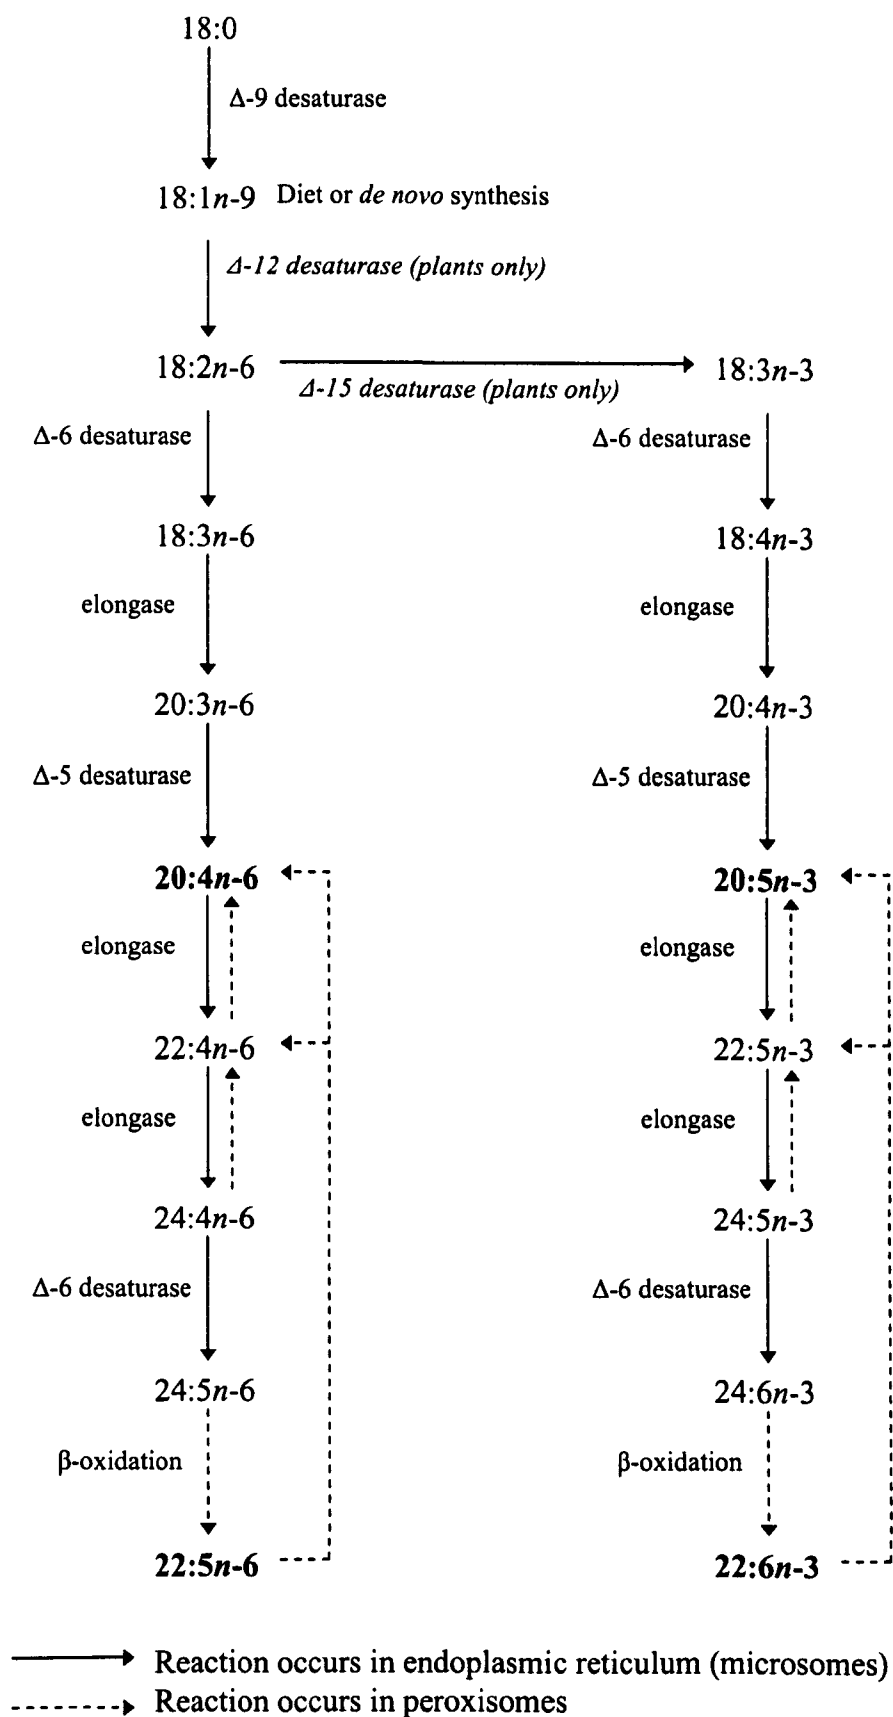 18:0
Δ-9 desaturase
18:1n-9 Diet or de novo synthesis
Δ-12 desaturase (plants only)
18:2n-6
Δ-15 desaturase (plants only)
18:3n-3
Δ-6 desaturase
Δ-6 desaturase
18:3n-6
18:4n-3
elongase
elongase
20:3n-6
20:4n-3
Δ-5 desaturase
Δ-5 desaturase
20:4n-6
20:5n-3
elongase
elongase
22:4n-6
22:5n-3
elongase
elongase
24:4n-6
24:5n-3
Δ-6 desaturase
Δ-6 desaturase
24:5n-6
24:6n-3
β-oxidation
β-oxidation
22:5n-6
22:6n-3
Reaction occurs in endoplasmic reticulum (microsomes)
Reaction occurs in peroxisomes